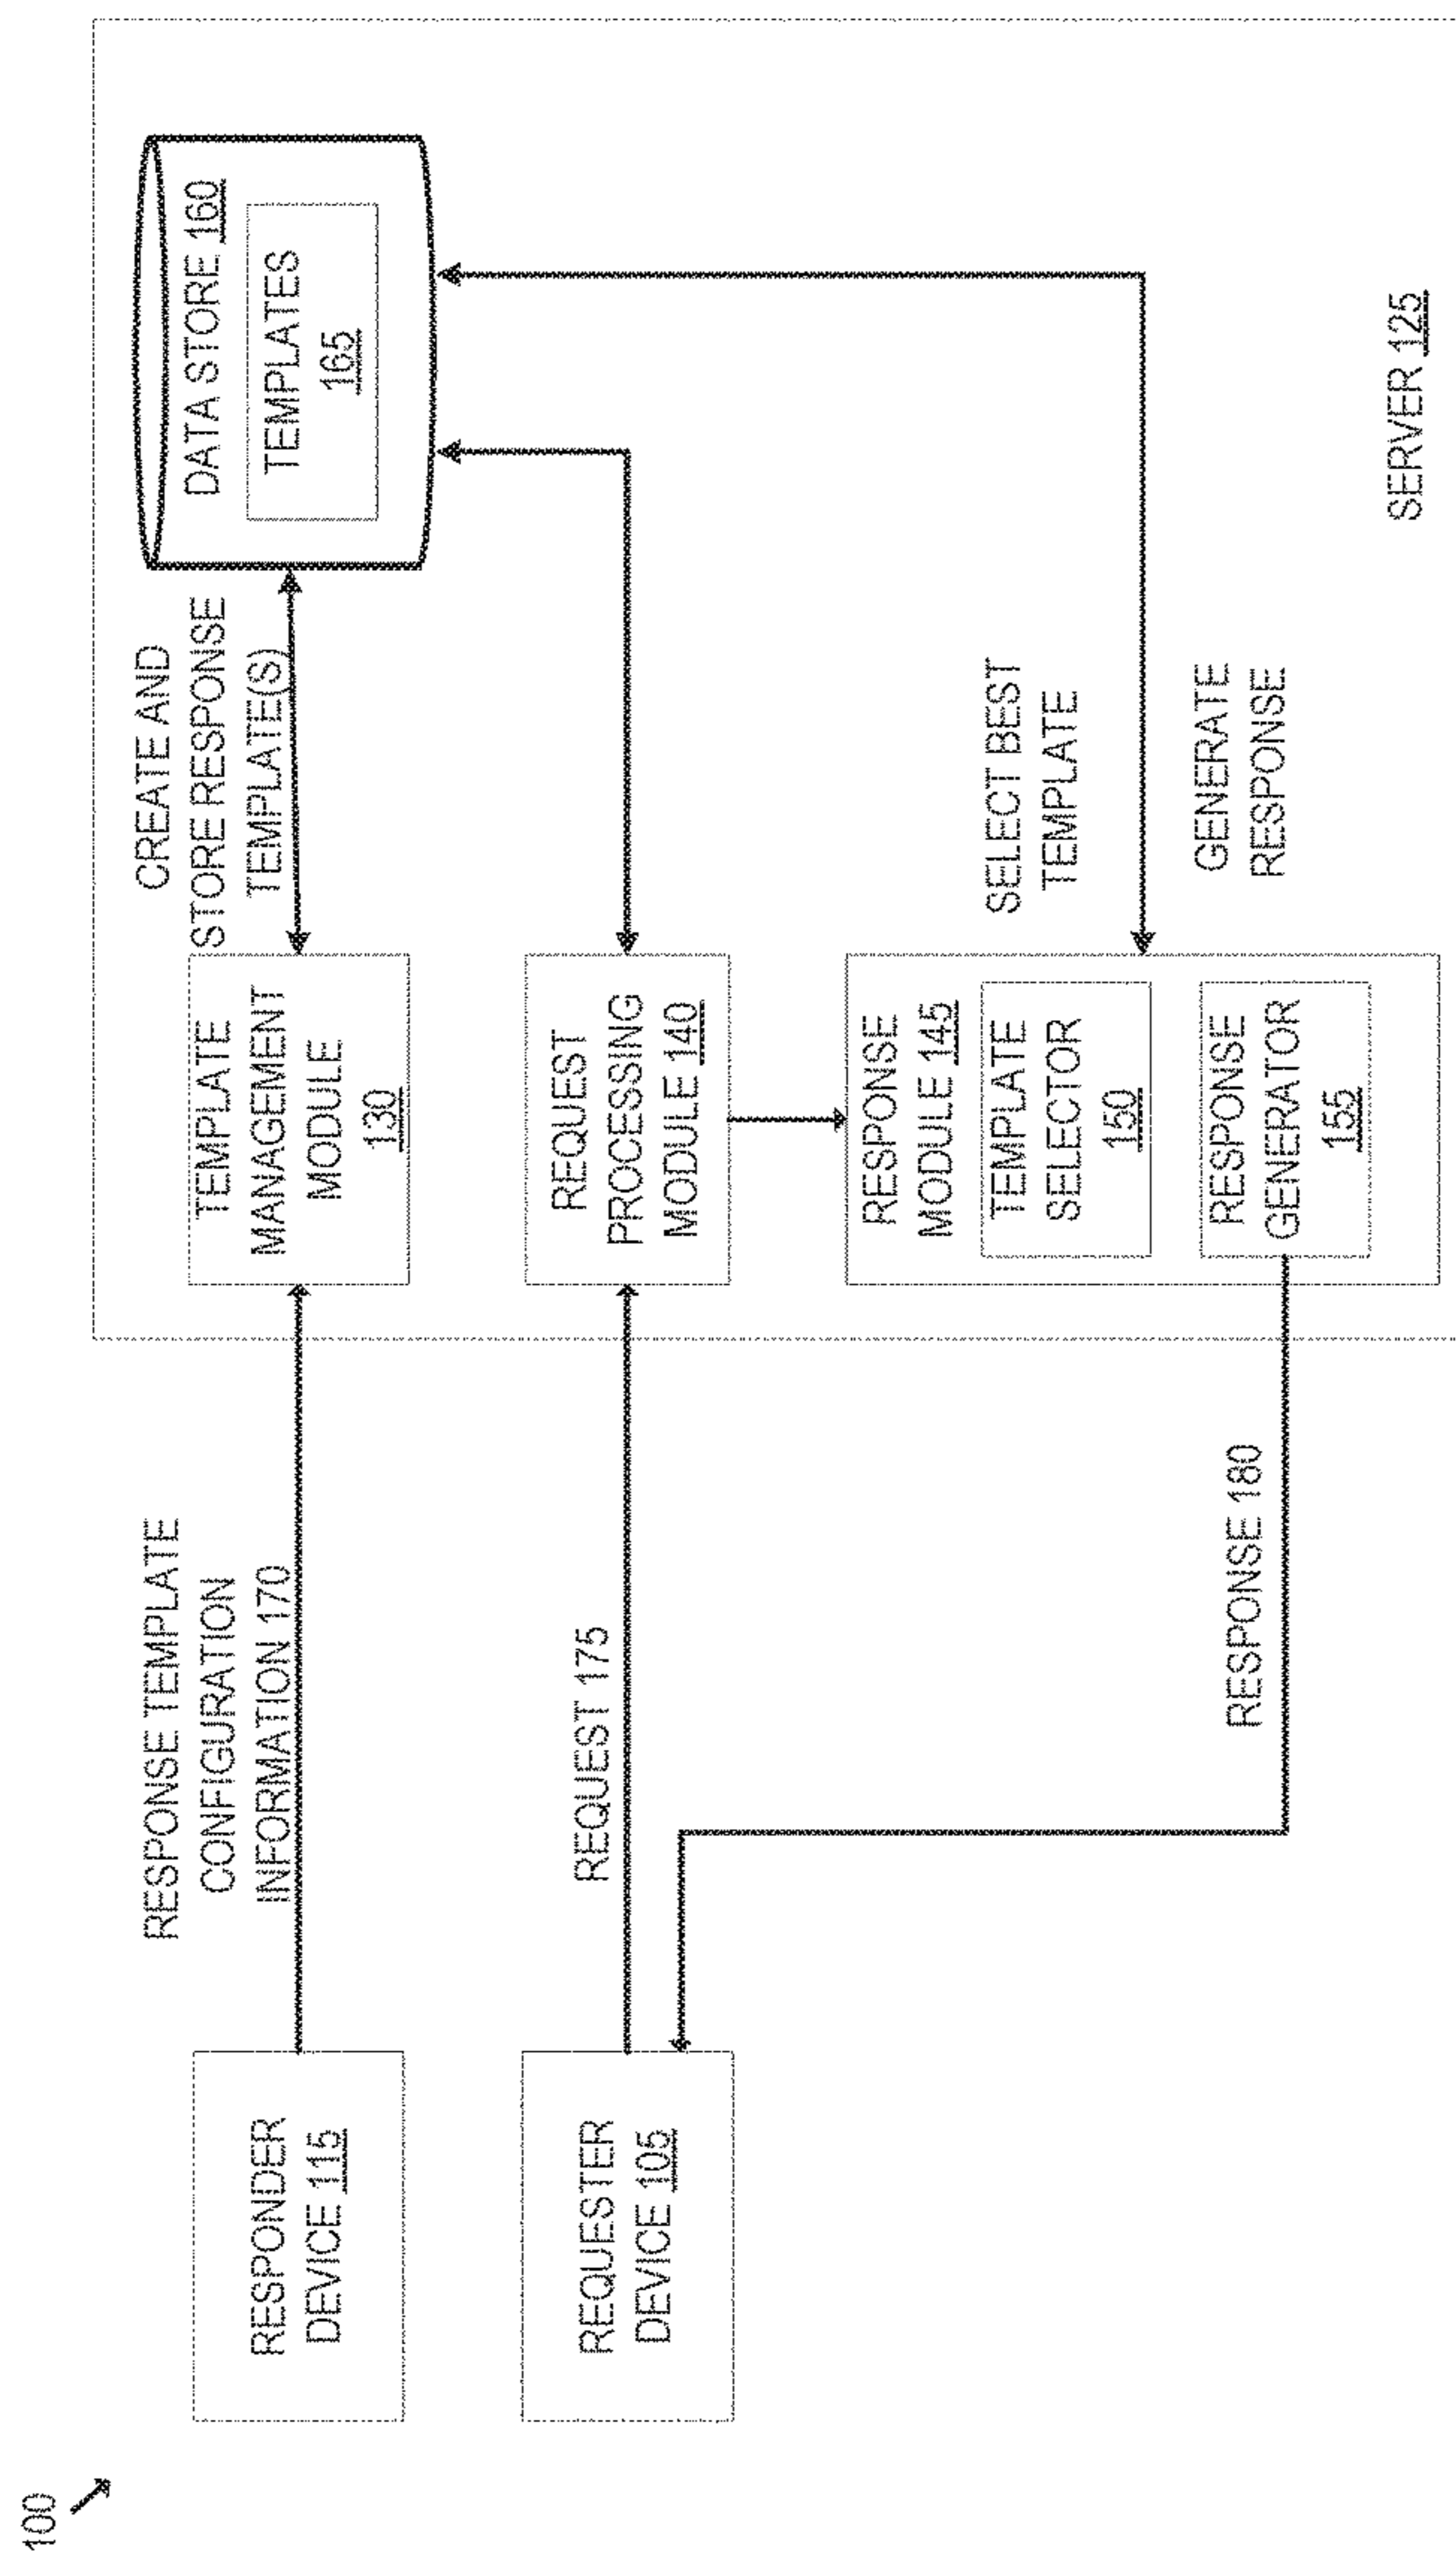 100
RESPONDER
DEVICE 115
RESPONSE TEMPLATE
CONFIGURATION
INFORMATION 170
TEMPLATE
MANAGEMENT
MODULE
130
CREATE AND
STORE RESPONSE
TEMPLATE(S)
DATA STORE 160
TEMPLATES
165
REQUESTER
DEVICE 105
REQUEST 175
REQUEST
PROCESSING
MODULE 140
RESPONSE
MODULE 145
TEMPLATE
SELECTOR
150
SELECT BEST
TEMPLATE
RESPONSE 180
RESPONSE
GENERATOR
155
GENERATE
RESPONSE
SERVER 125